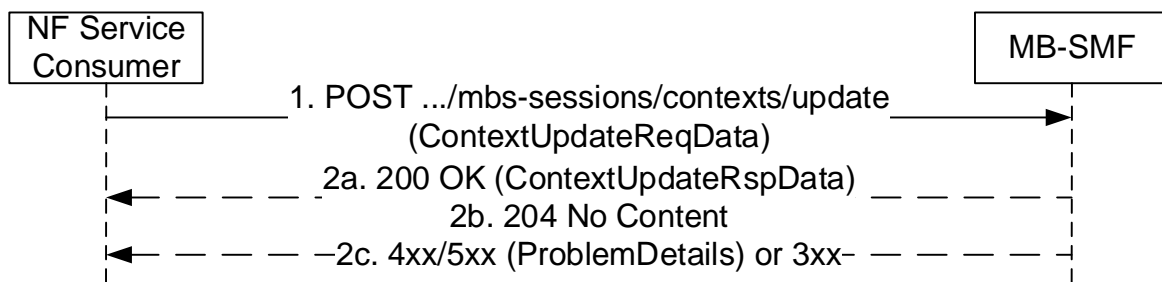 NF Service
Consumer
MB-SMF
1. POST .../mbs-sessions/contexts/update
(ContextUpdateReqData)
2a. 200 OK (ContextUpdateRspData)
2b. 204 No Content
2c. 4xx/5xx (ProblemDetails) or 3xx